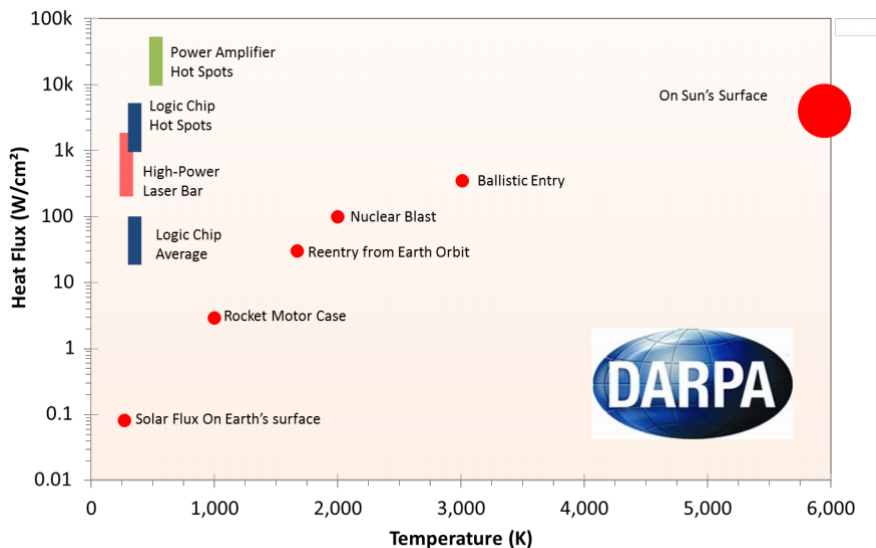 100k
10k
1k
100
10
1
0.1
0.01
Heat Flux (W/cm²)
Power Amplifier
Hot Spots
Logic Chip
Hot Spots
High-Power
Laser Bar
Logic Chip
Average
On Sun's Surface
Ballistic Entry
Nuclear Blast
Reentry from Earth Orbit
Rocket Motor Case
Solar Flux On Earth's surface
DARPA
0
1,000
2,000
3,000
4,000
5,000
6,000
Temperature (K)